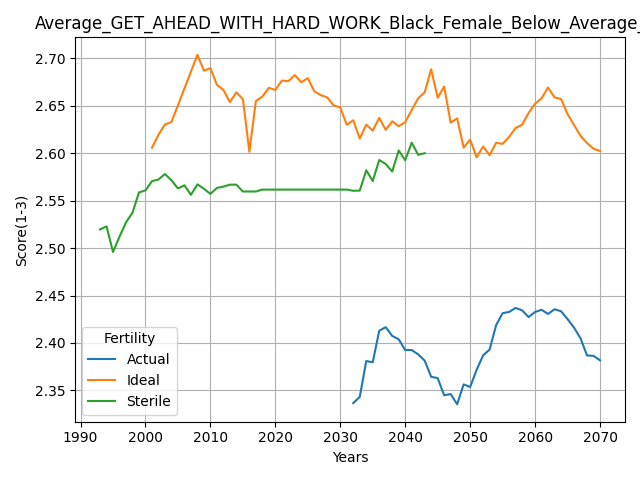 Average_GET_AHEAD_WITH_HARD_WORK_Black_Female_Below_Average_
2.70
2.65
2.60
2.55
2.50
2.45
2.40
2.35
Score(1-3)
Fertility
Actual
Ideal
Sterile
1990 2000 2010 2020 2030 2040 2050 2060 2070
Years